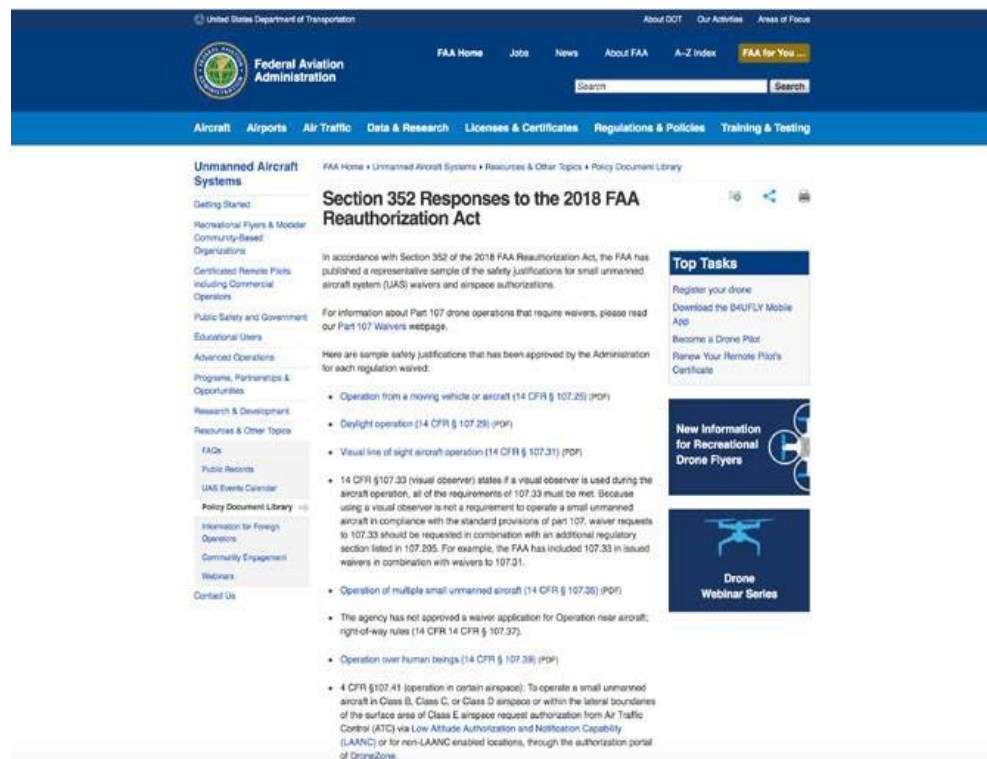 United States Department of Transportation
About DOT Our Activities Areas of Focus
Federal Aviation
Administration
FAA Home Jobs News About FAA A-Z Index FAA for You ...
Search Search
Aircraft Airports Air Traffic Data & Research Licenses & Certificates Regulations & Policies Training & Testing
Unmanned Aircraft
Systems
Getting Started
Recreational Flyers & Modeler
Community-Based
Organizations
Certificated Remote Pilots
including Commercial
Operators
Public Safety and Government
Educational Users
Advanced Operations
Programs, Partnerships &
Opportunities
Research & Development
Resources & Other Topics
FAQs
Public Records
UAS Events Calendar
Policy Document Library
Information for Foreign
Operators
Community Engagement
Webinars
Contact Us
FAA Home • Unmanned Aircraft Systems • Resources & Other Topics • Policy Document Library
Section 352 Responses to the 2018 FAA
Reauthorization Act
In accordance with Section 352 of the 2018 FAA Reauthorization Act, the FAA has
published a representative sample of the safety justifications for small unmanned
aircraft system (UAS) waivers and airspace authorizations.
For information about Part 107 drone operations that require waivers, please read
our Part 107 Waivers webpage.
Here are sample safety justifications that has been approved by the Administration
for each regulation waived:
• Operation from a moving vehicle or aircraft (14 CFR § 107.25) (PDF)
• Daylight operation (14 CFR § 107.29) (PDF)
• Visual line of sight aircraft operation (14 CFR § 107.31) (PDF)
• 14 CFR §107.33 (visual observer) states if a visual observer is used during the
aircraft operation, all of the requirements of 107.33 must be met. Because
using a visual observer is not a requirement to operate a small unmanned
aircraft in compliance with the standard provisions of part 107, waiver requests
to 107.33 should be requested in combination with an additional regulatory
section listed in 107.205. For example, the FAA has included 107.33 in issued
waivers in combination with waivers to 107.31.
• Operation of multiple small unmanned aircraft (14 CFR § 107.35) (PDF)
• The agency has not approved a waiver application for Operation near aircraft;
right-of-way rules (14 CFR 14 CFR § 107.37).
• Operation over human beings (14 CFR § 107.39) (PDF)
• 4 CFR §107.41 (operation in certain airspace): To operate a small unmanned
aircraft in Class B, Class C, or Class D airspace or within the lateral boundaries
of the surface area of Class E airspace request authorization from Air Traffic
Control (ATC) via Low Altitude Authorization and Notification Capability
(LAANC) or for non-LAANC enabled locations, through the authorization portal
of DroneZone.
Top Tasks
Register your drone
Download the B4UFLY Mobile
App
Become a Drone Pilot
Renew Your Remote Pilot's
Certificate
New Information
for Recreational
Drone Flyers
Drone
Webinar Series